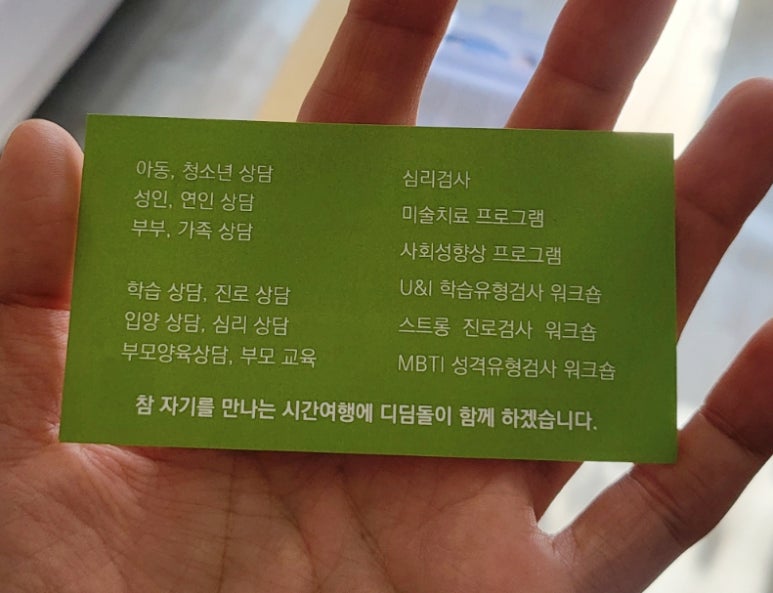 아동, 청소년 상담
성인, 연인 상담
부부, 가족 상담
학습 상담, 진로 상담
입양 상담, 심리 상담
부모양육상담, 부모 교육
심리검사
미술치료 프로그램
사회성향상 프로그램
U&I 학습유형검사 워크숍
스트롱 진로검사 워크숍
MBTI 성격유형검사 워크숍
참 자기를 만나는 시간여행에 디딤돌이 함께 하겠습니다.